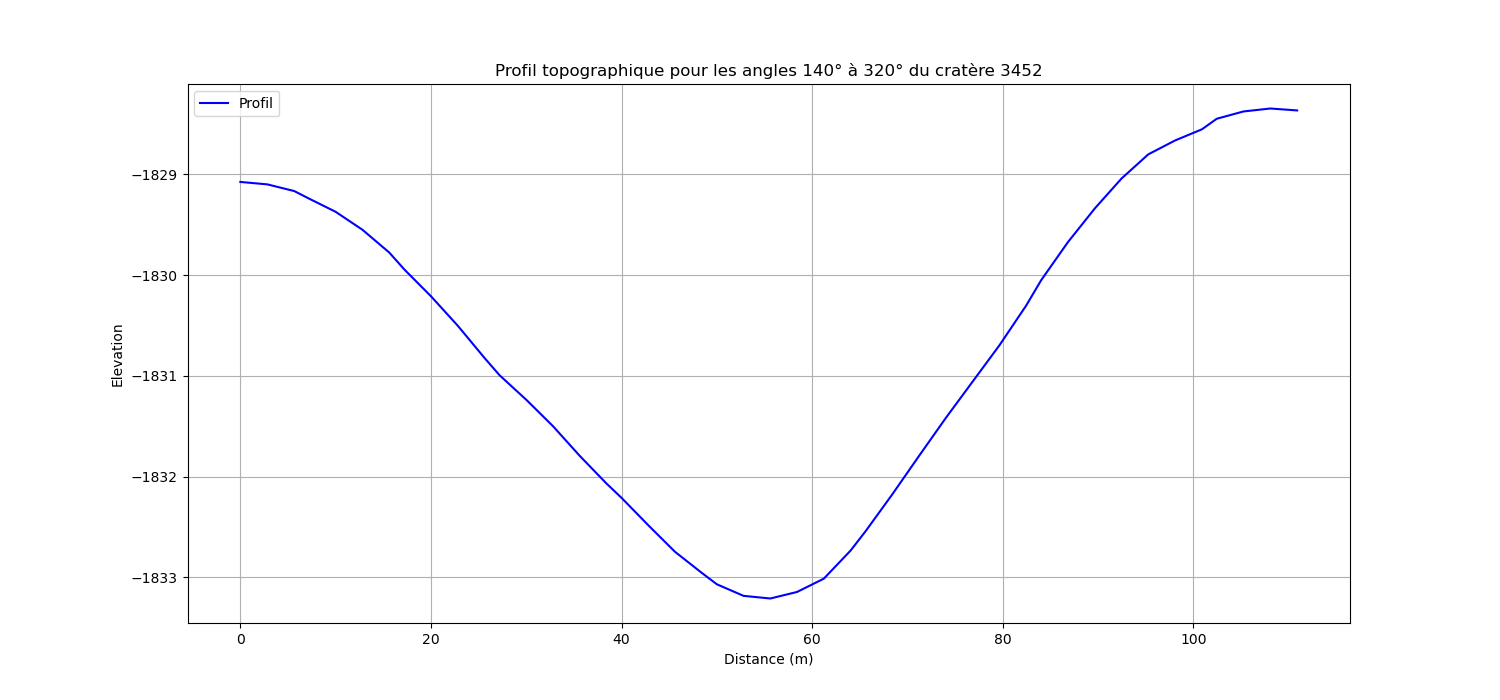 Profil topographique pour les angles 140° à 320° du cratère 3452
Profil
−1829
−1830
−1831
−1832
−1833
Elevation
0 20 40 60 80 100
Distance (m)